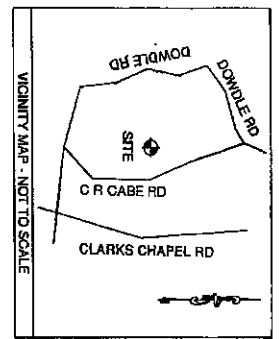 DOWDLE RD
DOWDLE RD
SITE
C R CABE RD
CLARKS CHAPEL RD
VICINITY MAP - NOT TO SCALE